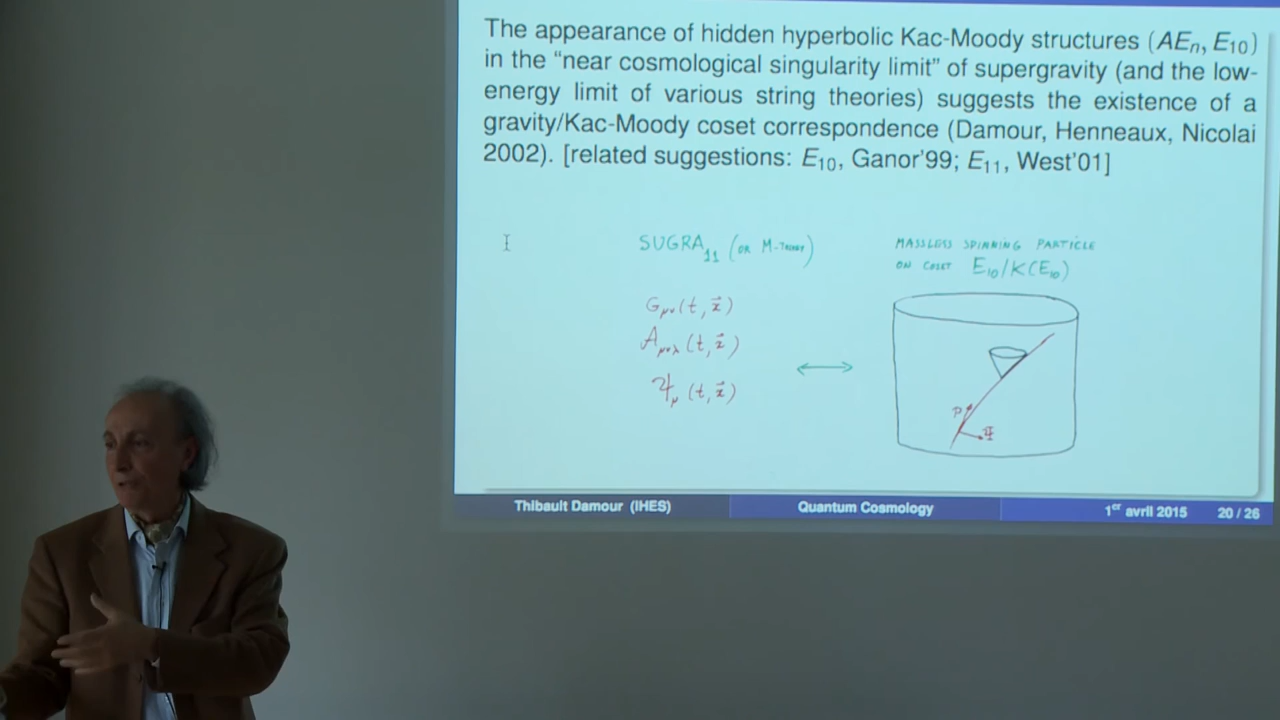 The appearance of hidden hyperbolic Kac-Moody structures (AEₙ, E₁₀)
in the “near cosmological singularity limit” of supergravity (and the low-
energy limit of various string theories) suggests the existence of a
gravity/Kac-Moody coset correspondence (Damour, Henneaux, Nicolai
2002). [related suggestions: E₁₀, Ganor’99; E₁₁, West’01]
SUGRA₁₁ (OR M-THEORY)
MASSLESS SPINNING PARTICLE
ON COSET E₁₀/K(E₁₀)
G_μν(t, x⃗)
A_μνλ(t, x⃗)
ψ_μ(t, x⃗)
P
Ψ
Thibault Damour (IHES)
Quantum Cosmology
1er avril 2015
20 / 26